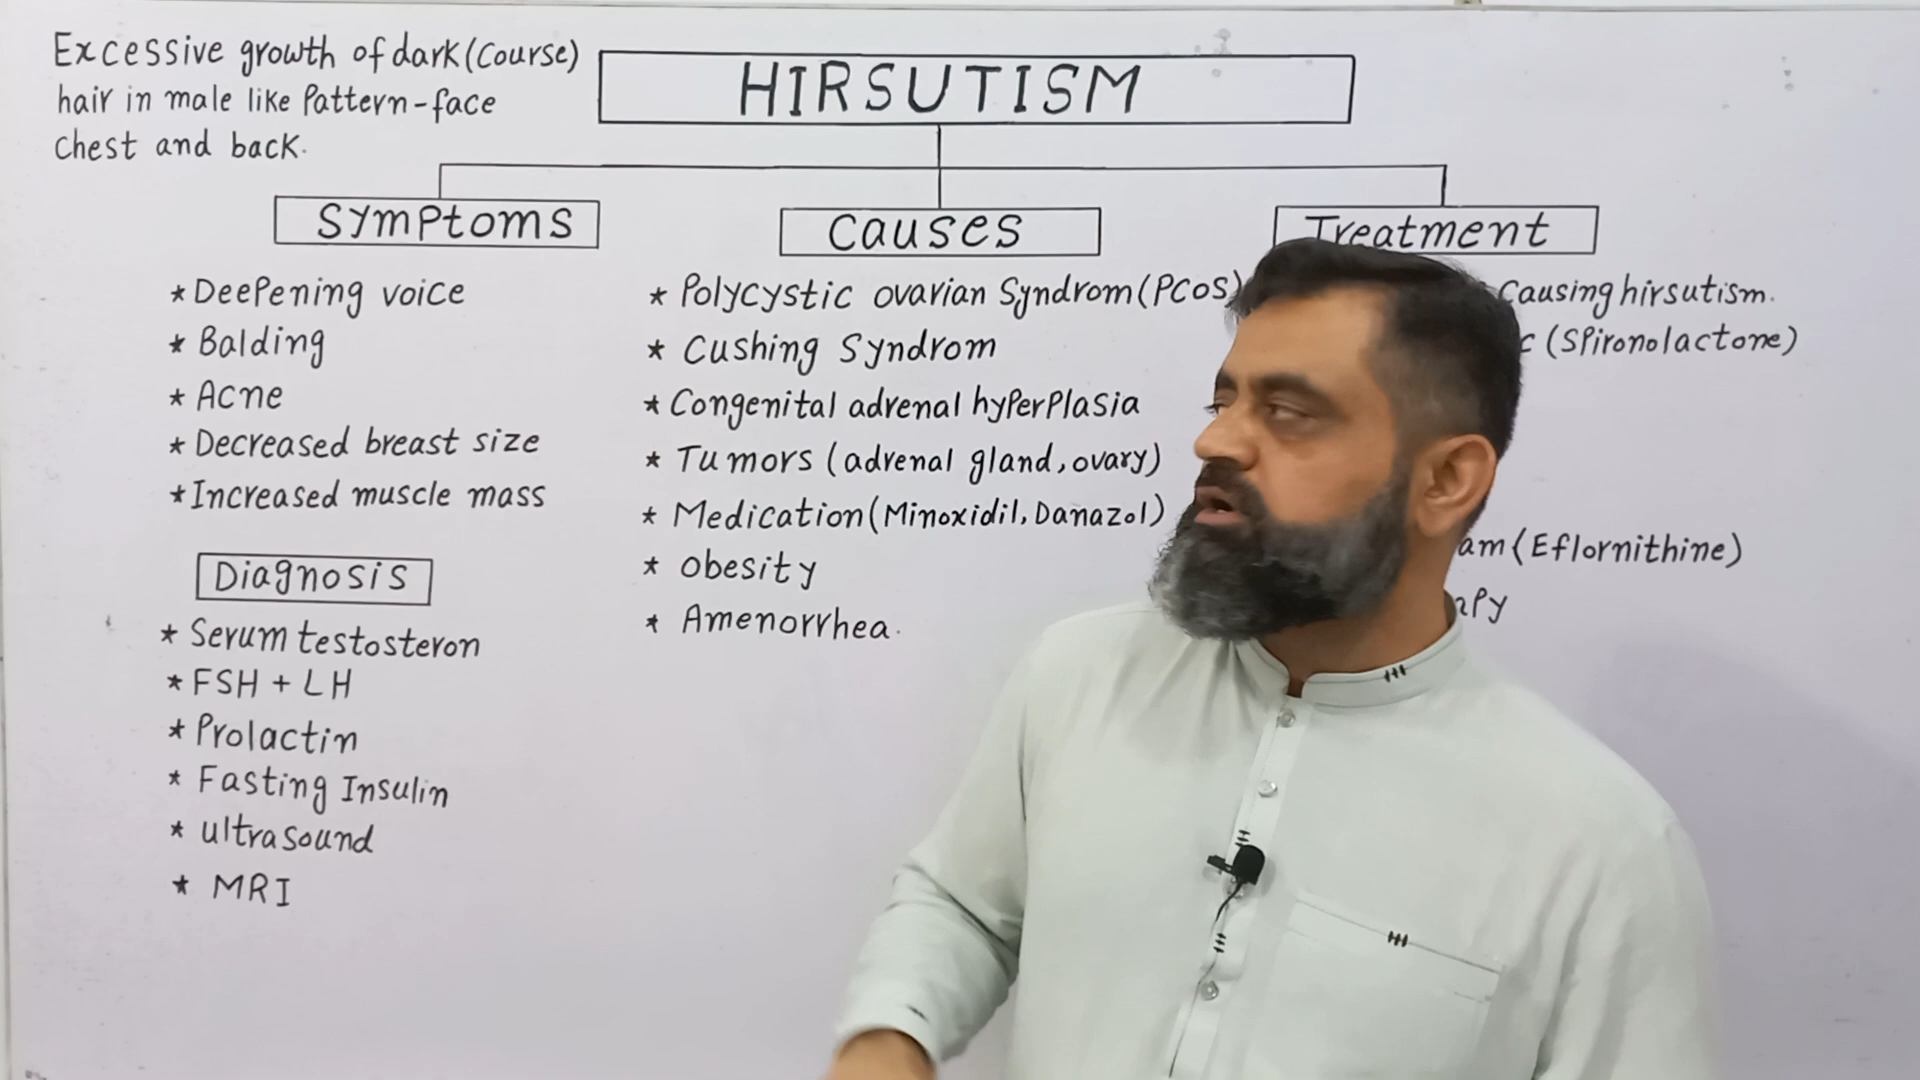 Excessive growth of dark (Course)
hair in male like Pattern-face
Chest and back.
HIRSUTISM
Symptoms
* Deepening voice
* Balding
* Acne
* Decreased breast size
* Increased muscle mass
Diagnosis
* Serum testosteron
* FSH + LH
* Prolactin
* Fasting Insulin
* ultrasound
* MRI
Causes
* Polycystic ovarian Syndrom (PCOS)
* Cushing Syndrom
* Congenital adrenal hyperplasia
* Tumors (adrenal gland, ovary)
* Medication (Minoxidil, Danazol)
* Obesity
* Amenorrhea.
Treatment
Causing hirsutism.
(Spironolactone)
(Eflornithine)